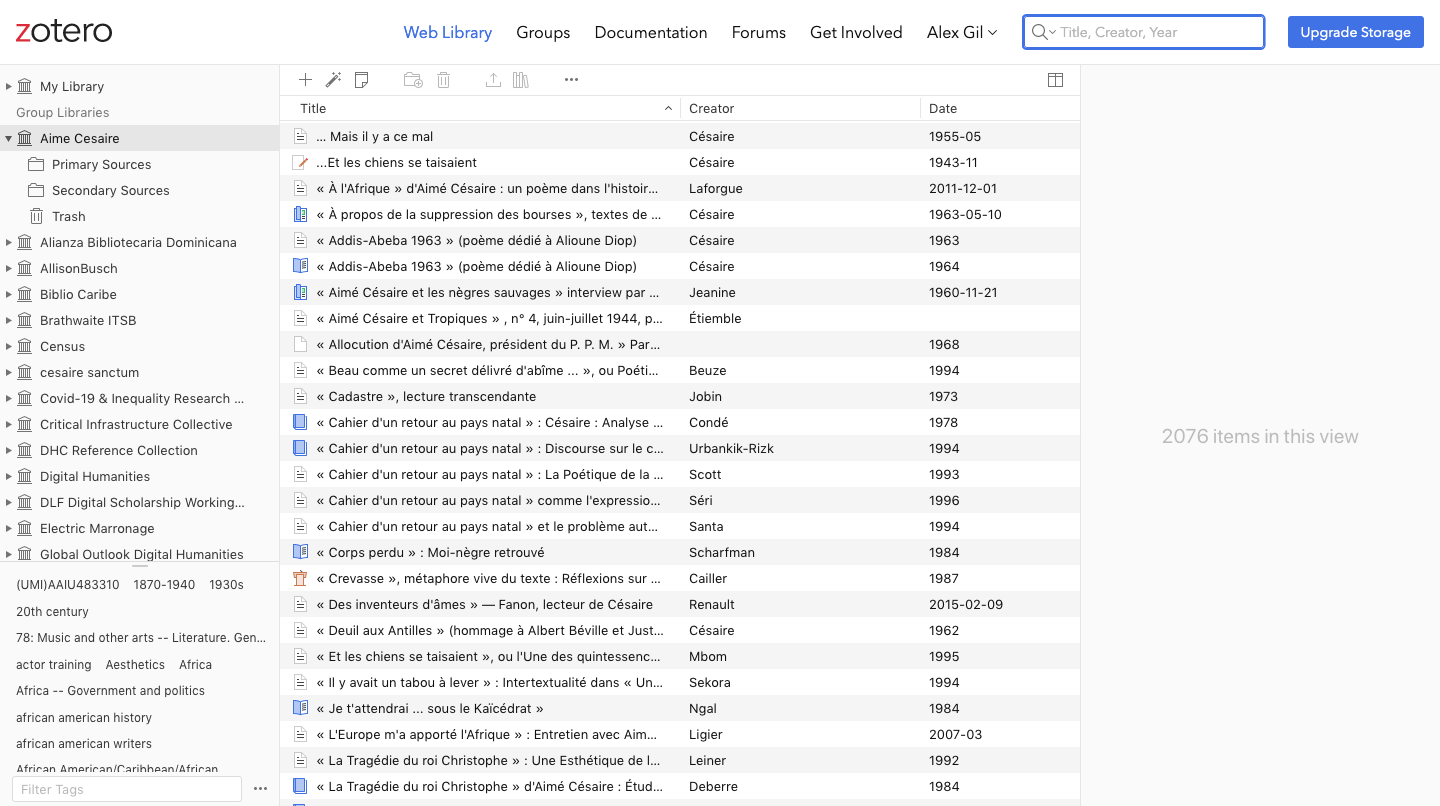 zotero
Web Library
Groups
Documentation
Forums
Get Involved
Alex Gil
Title, Creator, Year
Upgrade Storage
My Library
Group Libraries
Aime Cesaire
Primary Sources
Secondary Sources
Trash
Alianza Bibliotecaria Dominicana
AllisonBusch
Biblio Caribe
Brathwaite ITSB
Census
cesaire sanctum
Covid-19 & Inequality Research ...
Critical Infrastructure Collective
DHC Reference Collection
Digital Humanities
DLF Digital Scholarship Working...
Electric Marronage
Global Outlook Digital Humanities
(UMI)AAIU483310 1870-1940 1930s
20th century
78: Music and other arts -- Literature. Gen...
actor training Aesthetics Africa
Africa -- Government and politics
african american history
african american writers
African American/Caribbean/African
Filter Tags
Title Creator Date
... Mais il y a ce mal Césaire 1955-05
...Et les chiens se taisaient Césaire 1943-11
« À l'Afrique » d'Aimé Césaire : un poème dans l'histoir... Laforgue 2011-12-01
« À propos de la suppression des bourses », textes de ... Césaire 1963-05-10
« Addis-Abeba 1963 » (poème dédié à Alioune Diop) Césaire 1963
« Addis-Abeba 1963 » (poème dédié à Alioune Diop) Césaire 1964
« Aimé Césaire et les nègres sauvages » interview par ... Jeanine 1960-11-21
« Aimé Césaire et Tropiques » , n° 4, juin-juillet 1944, p... Étiemble
« Allocution d'Aimé Césaire, président du P. P. M. » Par... 1968
« Beau comme un secret délivré d'abîme ... », ou Poéti... Beuze 1994
« Cadastre », lecture transcendante Jobin 1973
« Cahier d'un retour au pays natal » : Césaire : Analyse ... Condé 1978
« Cahier d'un retour au pays natal » : Discourse sur le c... Urbankik-Rizk 1994
« Cahier d'un retour au pays natal » : La Poétique de la ... Scott 1993
« Cahier d'un retour au pays natal » comme l'expressio... Séri 1996
« Cahier d'un retour au pays natal » et le problème aut... Santa 1994
« Corps perdu » : Moi-nègre retrouvé Scharfman 1984
« Crevasse », métaphore vive du texte : Réflexions sur ... Cailler 1987
« Des inventeurs d'âmes » — Fanon, lecteur de Césaire Renault 2015-02-09
« Deuil aux Antilles » (hommage à Albert Béville et Just... Césaire 1962
« Et les chiens se taisaient », ou l'Une des quintessenc... Mbom 1995
« Il y avait un tabou à lever » : Intertextualité dans « Un... Sekora 1994
« Je t'attendrai ... sous le Kaïcédrat » Ngal 1984
« L'Europe m'a apporté l'Afrique » : Entretien avec Aim... Ligier 2007-03
« La Tragédie du roi Christophe » : Une Esthétique de l... Leiner 1992
« La Tragédie du roi Christophe » d'Aimé Césaire : Étud... Deberre 1984
2076 items in this view